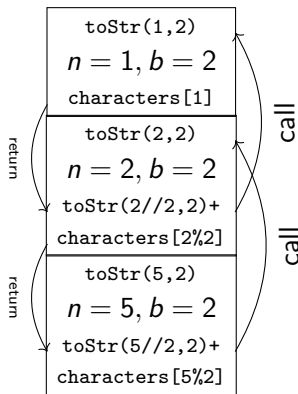 toStr(1,2)
n = 1, b = 2
characters[1]
toStr(2,2)
n = 2, b = 2
toStr(2//2,2)+
characters[2%2]
toStr(5,2)
n = 5, b = 2
toStr(5//2,2)+
characters[5%2]
return
return
call
call